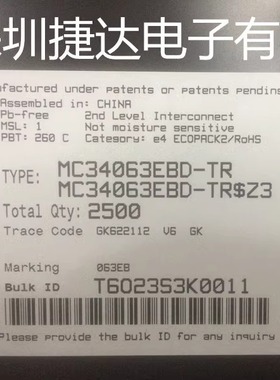 圳捷达电子有
factured under patents or patents pending
Assembled in: CHINA
Pb-free 2nd Level Interconnect
MSL: 1 Not moisture sensitive
PBT: 260 C Category: e4 ECOPACK2/RoHS
TYPE: MC34063EBD-TR
MC34063EBD-TR$Z3
Total Qty: 2500
Trace Code GK622112 V6 GK
Marking 063EB
Bulk ID T6O23S3K0011
Please provide the bulk ID for any inquiry